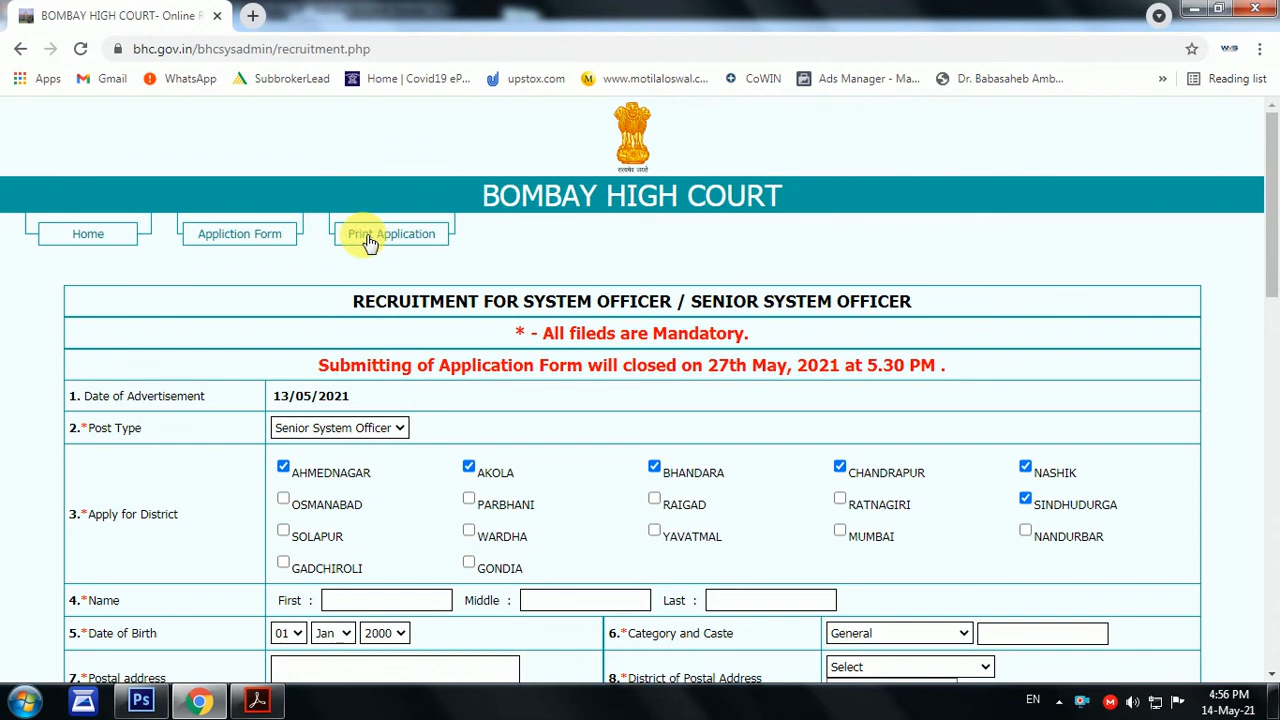 BOMBAY HIGH COURT- Online R
bhc.gov.in/bhcsysadmin/recruitment.php
Apps Gmail WhatsApp SubbrokerLead Home | Covid19 eP... upstox.com www.motilaloswal.c... CoWIN Ads Manager - Ma... Dr. Babasaheb Amb... » Reading list
सत्यमेव जयते
BOMBAY HIGH COURT
Home Appliction Form Print Application
RECRUITMENT FOR SYSTEM OFFICER / SENIOR SYSTEM OFFICER
* - All fileds are Mandatory.
Submitting of Application Form will closed on 27th May, 2021 at 5.30 PM .
1. Date of Advertisement 13/05/2021
2.*Post Type Senior System Officer
3.*Apply for District
AHMEDNAGAR AKOLA BHANDARA CHANDRAPUR NASHIK
OSMANABAD PARBHANI RAIGAD RATNAGIRI SINDHUDURGA
SOLAPUR WARDHA YAVATMAL MUMBAI NANDURBAR
GADCHIROLI GONDIA
4.*Name First : Middle : Last :
5.*Date of Birth 01 Jan 2000 6.*Category and Caste General
7.*Postal address 8.*District of Postal Address Select
Ps EN 4:56 PM
14-May-21